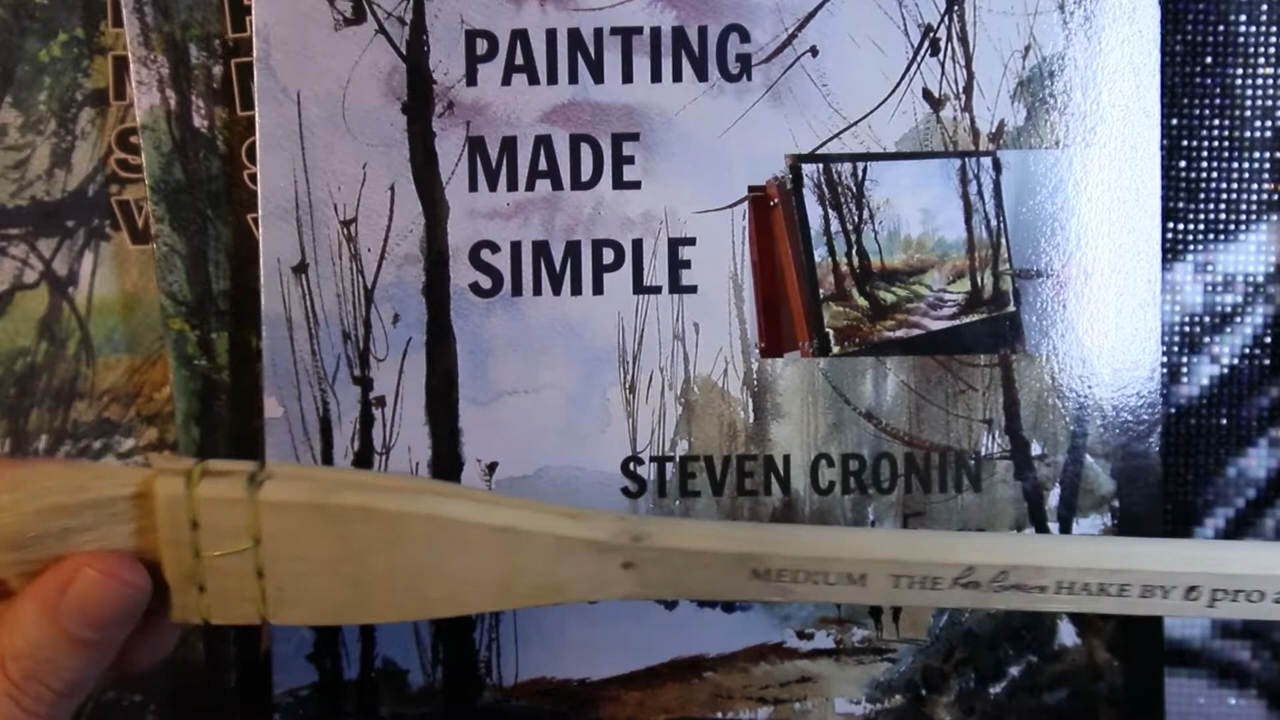 PAINTING
MADE
SIMPLE
STEVEN CRONIN
MEDIUM THE HAKE BY pro